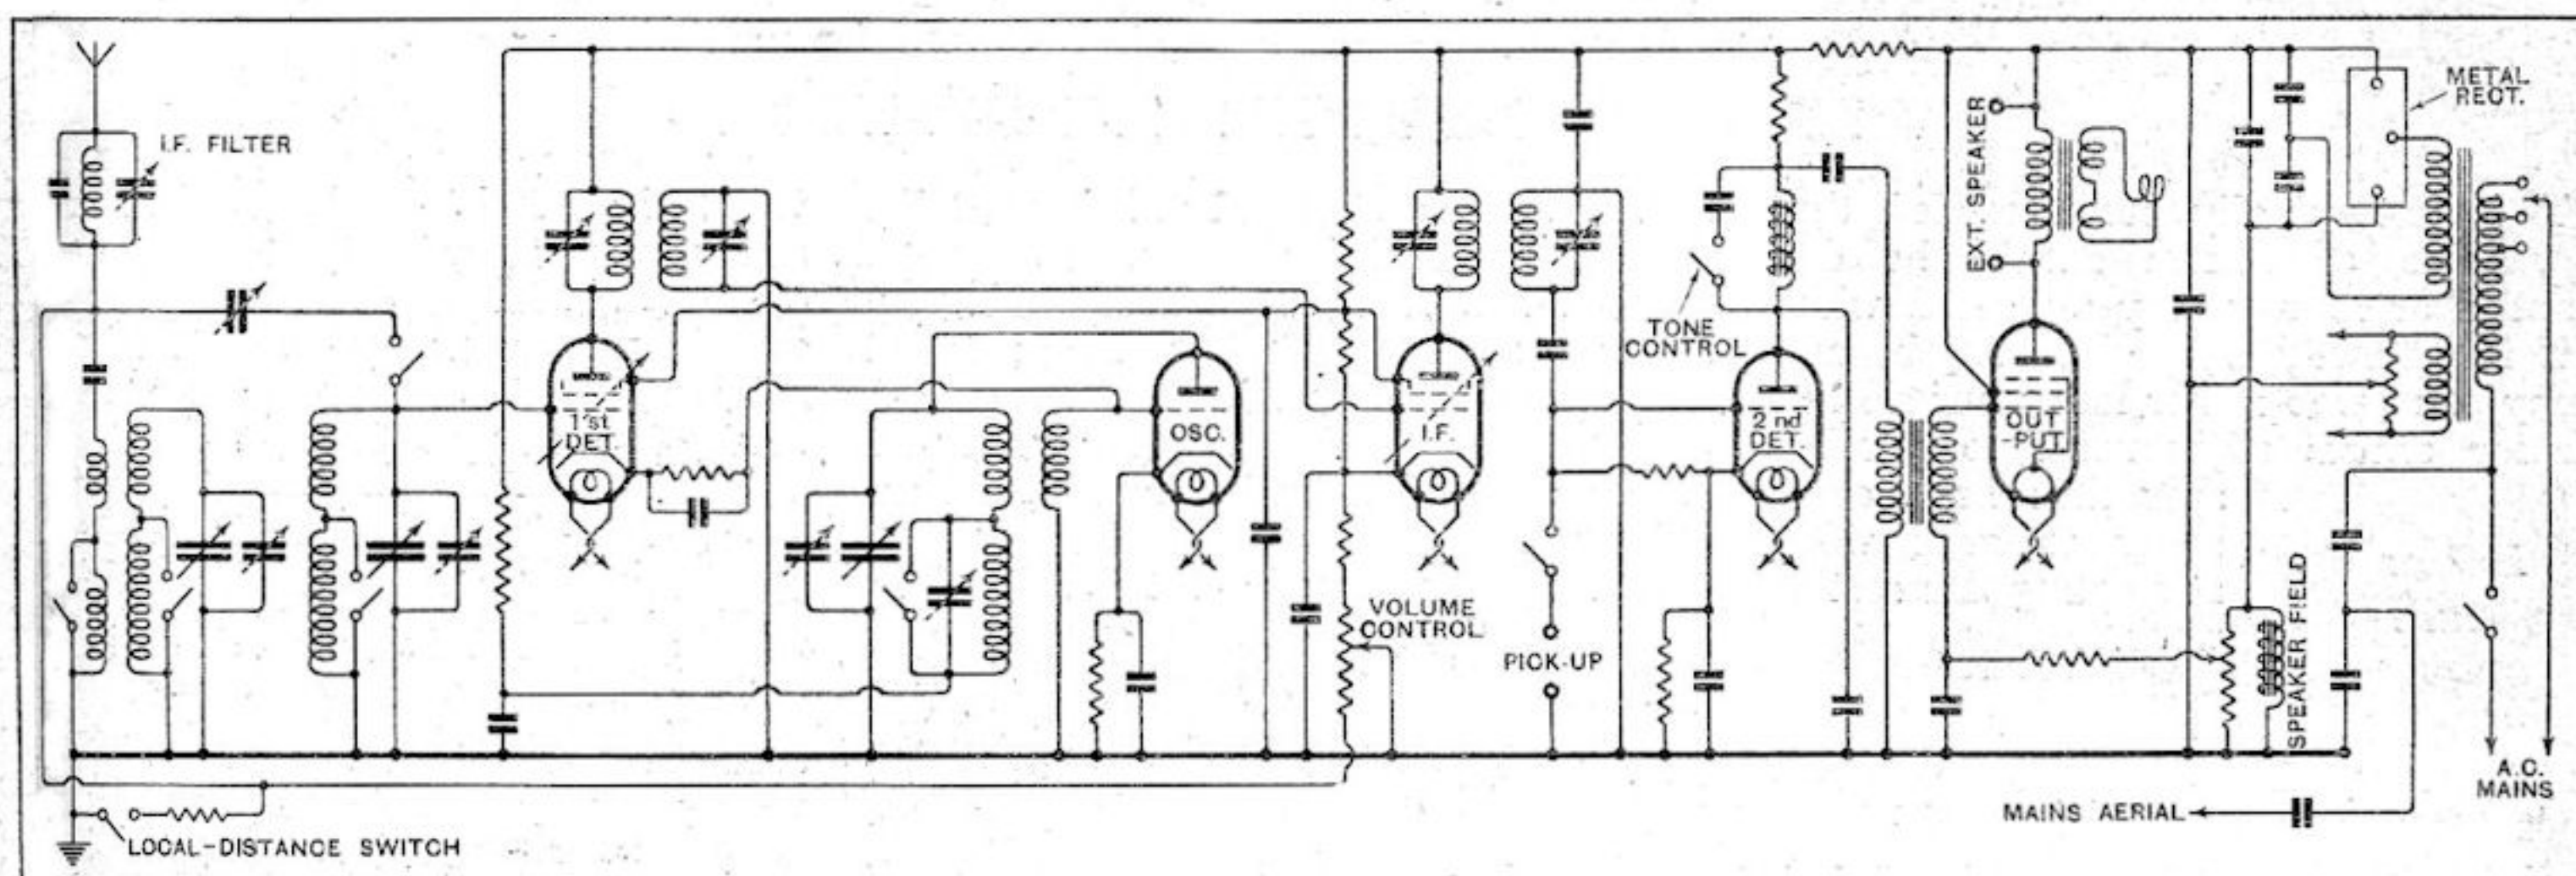 I.F. FILTER
METAL
RECT.
EXT. SPEAKER
TONE
CONTROL
1st
DET.
OSC.
I.F.
2nd
DET.
OUT
-PUT
VOLUME
CONTROL
PICK-UP
SPEAKER FIELD
A.C.
MAINS
MAINS AERIAL
LOCAL-DISTANCE SWITCH